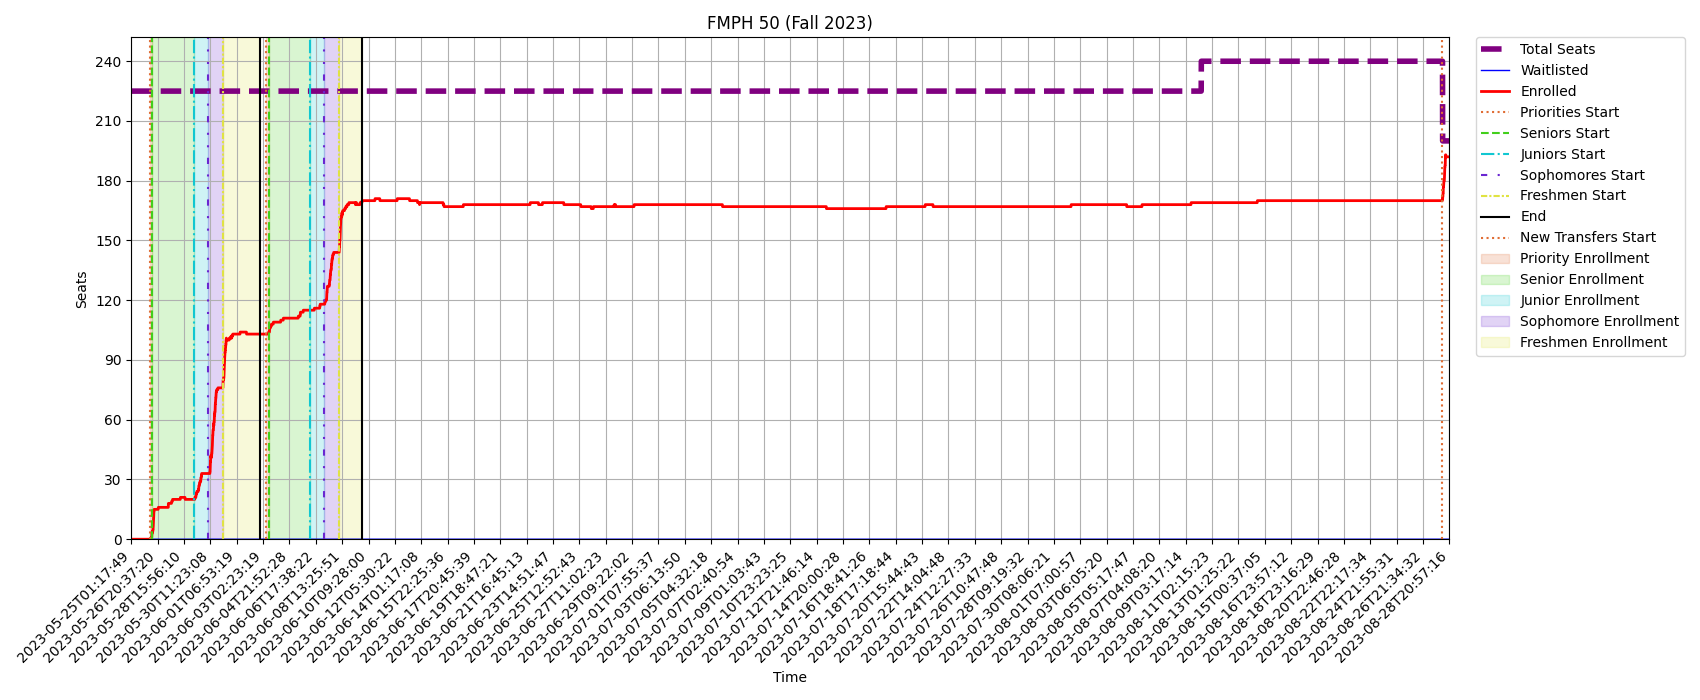 FMPH 50 (Fall 2023)
Seats
240
210
180
150
120
90
60
30
0
2023-05-25T01:17:49
2023-05-26T20:37:20
2023-05-28T15:56:10
2023-05-30T11:23:08
2023-06-01T06:53:19
2023-06-03T02:23:19
2023-06-04T21:52:28
2023-06-06T17:38:22
2023-06-08T13:25:51
2023-06-10T09:28:00
2023-06-12T05:30:22
2023-06-14T01:17:08
2023-06-15T22:25:36
2023-06-17T20:45:39
2023-06-19T18:47:21
2023-06-21T16:45:13
2023-06-23T14:51:47
2023-06-25T12:52:43
2023-06-27T11:02:23
2023-06-29T09:22:02
2023-07-01T07:55:37
2023-07-03T06:13:50
2023-07-05T04:32:18
2023-07-07T02:40:54
2023-07-09T01:03:43
2023-07-10T23:23:25
2023-07-12T21:46:14
2023-07-14T20:00:28
2023-07-16T18:41:26
2023-07-18T17:18:44
2023-07-20T15:44:43
2023-07-22T14:04:48
2023-07-24T12:27:33
2023-07-26T10:47:48
2023-07-28T09:19:32
2023-07-30T08:06:21
2023-08-01T07:00:57
2023-08-03T06:05:20
2023-08-05T05:17:47
2023-08-07T04:08:20
2023-08-09T03:17:14
2023-08-11T02:15:23
2023-08-13T01:25:22
2023-08-15T00:37:05
2023-08-16T23:57:12
2023-08-18T23:16:29
2023-08-20T22:46:28
2023-08-22T22:17:34
2023-08-24T21:55:31
2023-08-26T21:34:32
2023-08-28T20:57:16
Time
Total Seats
Waitlisted
Enrolled
Priorities Start
Seniors Start
Juniors Start
Sophomores Start
Freshmen Start
End
New Transfers Start
Priority Enrollment
Senior Enrollment
Junior Enrollment
Sophomore Enrollment
Freshmen Enrollment